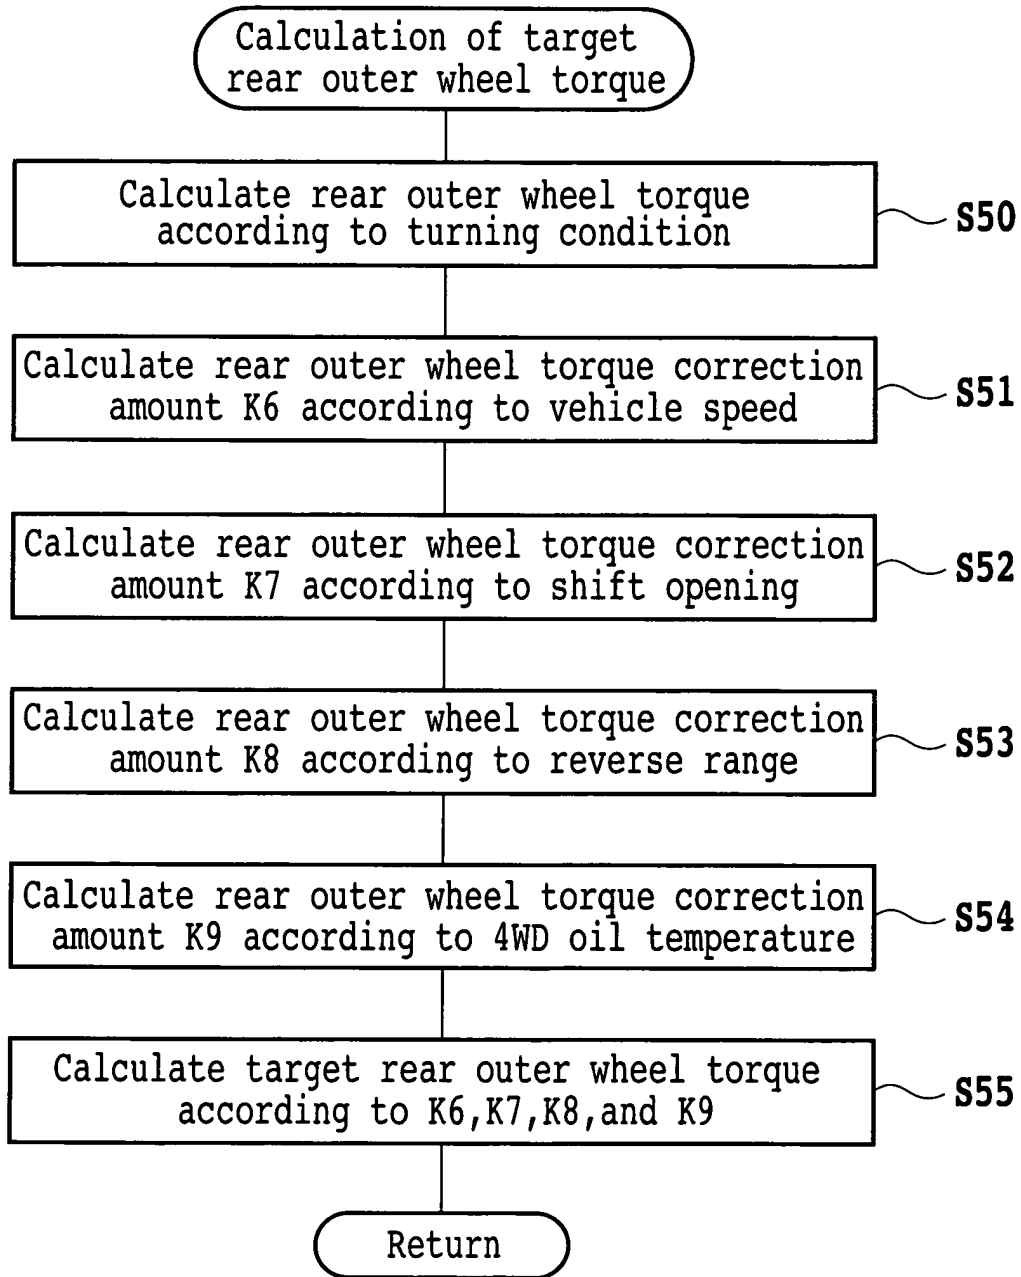 Calculation of target
rear outer wheel torque
Calculate rear outer wheel torque
according to turning condition
S50
Calculate rear outer wheel torque correction
amount K6 according to vehicle speed
S51
Calculate rear outer wheel torque correction
amount K7 according to shift opening
S52
Calculate rear outer wheel torque correction
amount K8 according to reverse range
S53
Calculate rear outer wheel torque correction
amount K9 according to 4WD oil temperature
S54
Calculate target rear outer wheel torque
according to K6,K7,K8,and K9
S55
Return